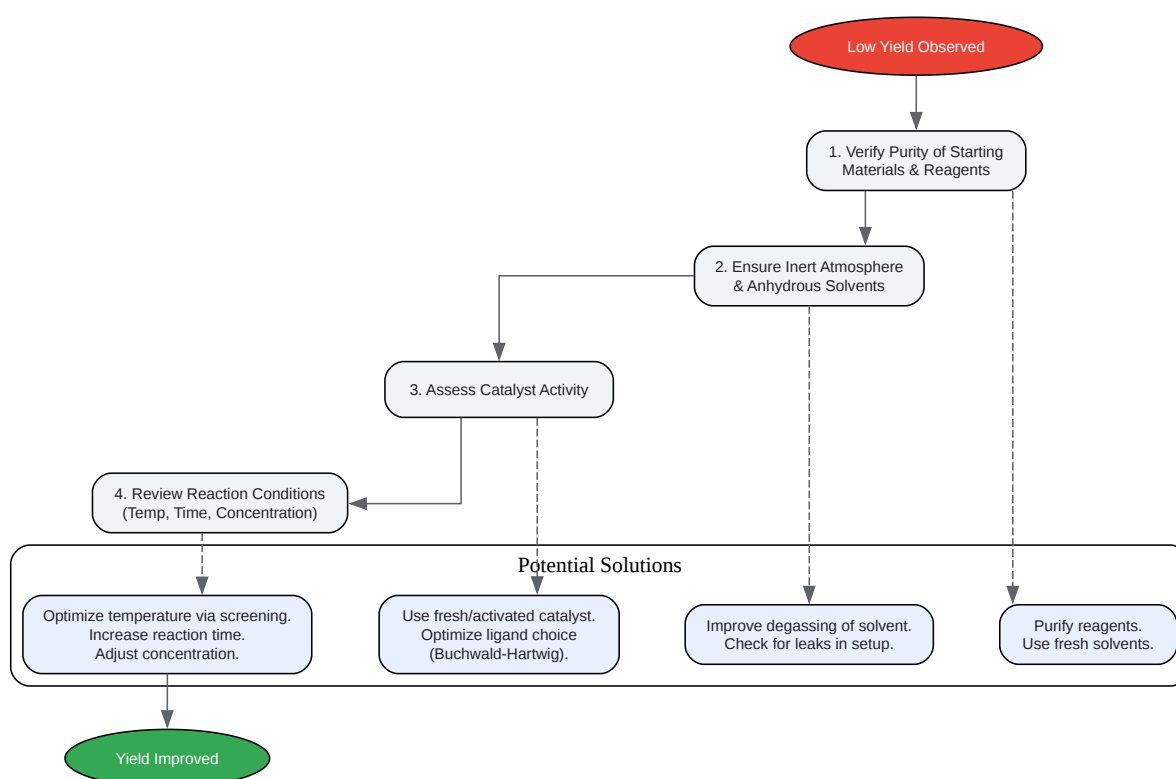 Low Yield Observed
1. Verify Purity of Starting
Materials & Reagents
2. Ensure Inert Atmosphere
& Anhydrous Solvents
3. Assess Catalyst Activity
4. Review Reaction Conditions
(Temp, Time, Concentration)
Potential Solutions
Optimize temperature via screening.
Increase reaction time.
Adjust concentration.
Use fresh/activated catalyst.
Optimize ligand choice
(Buchwald-Hartwig).
Improve degassing of solvent.
Check for leaks in setup.
Purify reagents.
Use fresh solvents.
Yield Improved